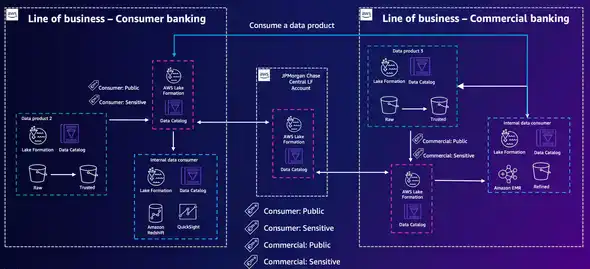 aws
Line of business – Consumer banking
Consume a data product
aws
Line of business – Commercial banking
Consumer: Public
Consumer: Sensitive
AWS Lake
Formation
Data Catalog
Data product 2
Lake Formation
Data Catalog
Raw
Trusted
Internal data consumer
Lake Formation
Data Catalog
Amazon
Redshift
QuickSight
aws
JPMorgan Chase
Central LF
Account
AWS Lake
Formation
Data Catalog
Consumer: Public
Consumer: Sensitive
Commercial: Public
Commercial: Sensitive
Data product 3
Lake
Formation
Data Catalog
Raw
Trusted
Commercial: Public
Commercial: Sensitive
AWS Lake
Formation
Data Catalog
Internal data consumer
Lake
Formation
Data Catalog
Amazon EMR
Refined